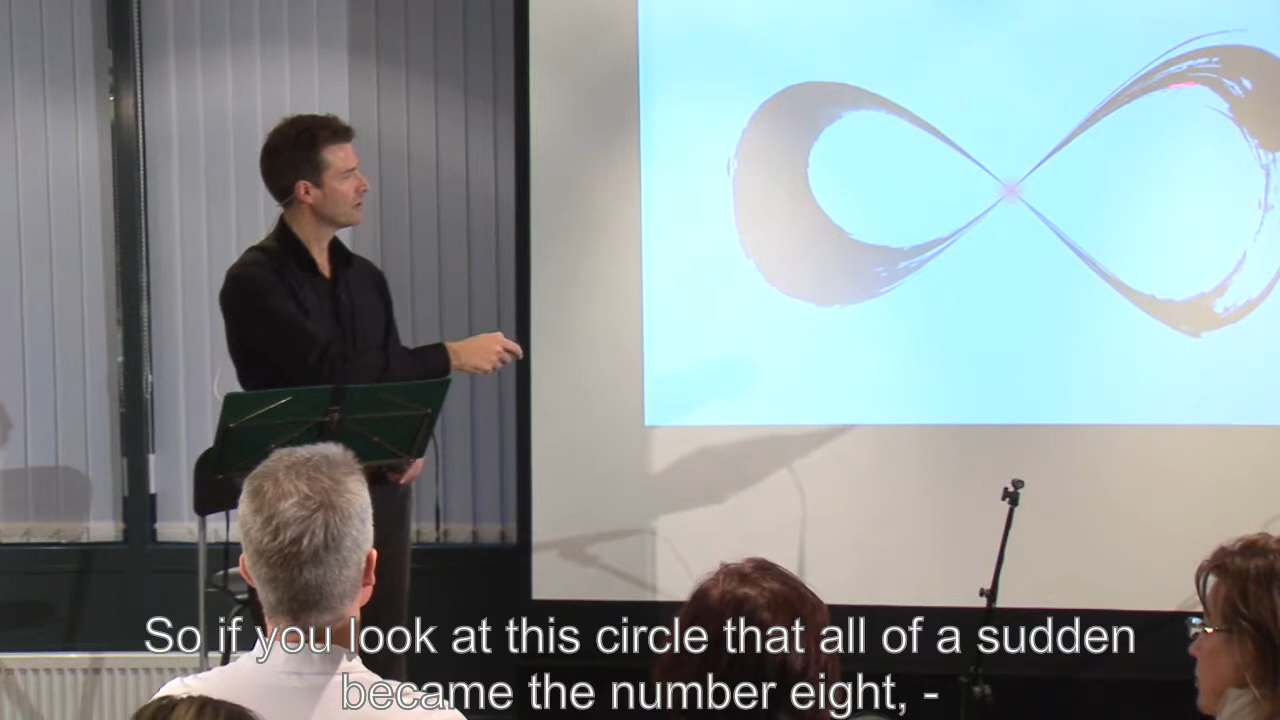 So if you look at this circle that all of a sudden
became the number eight, -